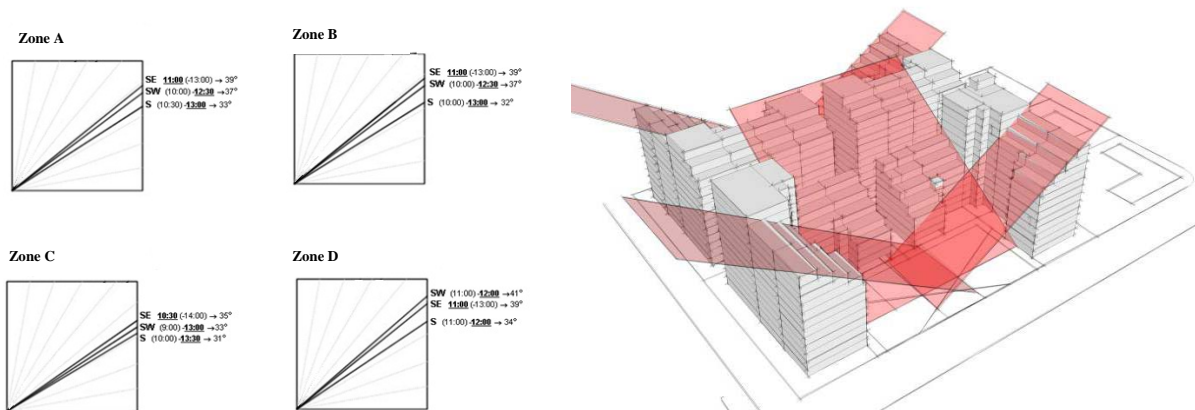 Zone A
SE 11:00 (-13:00) → 39°
SW (10:00) -12:30 →37°
S (10:30) -13:00 → 33°
Zone B
SE 11:00 (-13:00) → 39°
SW (10:00) -12:30 →37°
S (10:00) -13:00 → 32°
Zone C
SE 10:30 (-14:00) → 35°
SW (9:00) -13:00 →33°
S (10:00) -13:30 → 31°
Zone D
SW (11:00) -12:00 →41°
SE 11:00 (-13:00) → 39°
S (11:00) -12:00 → 34°